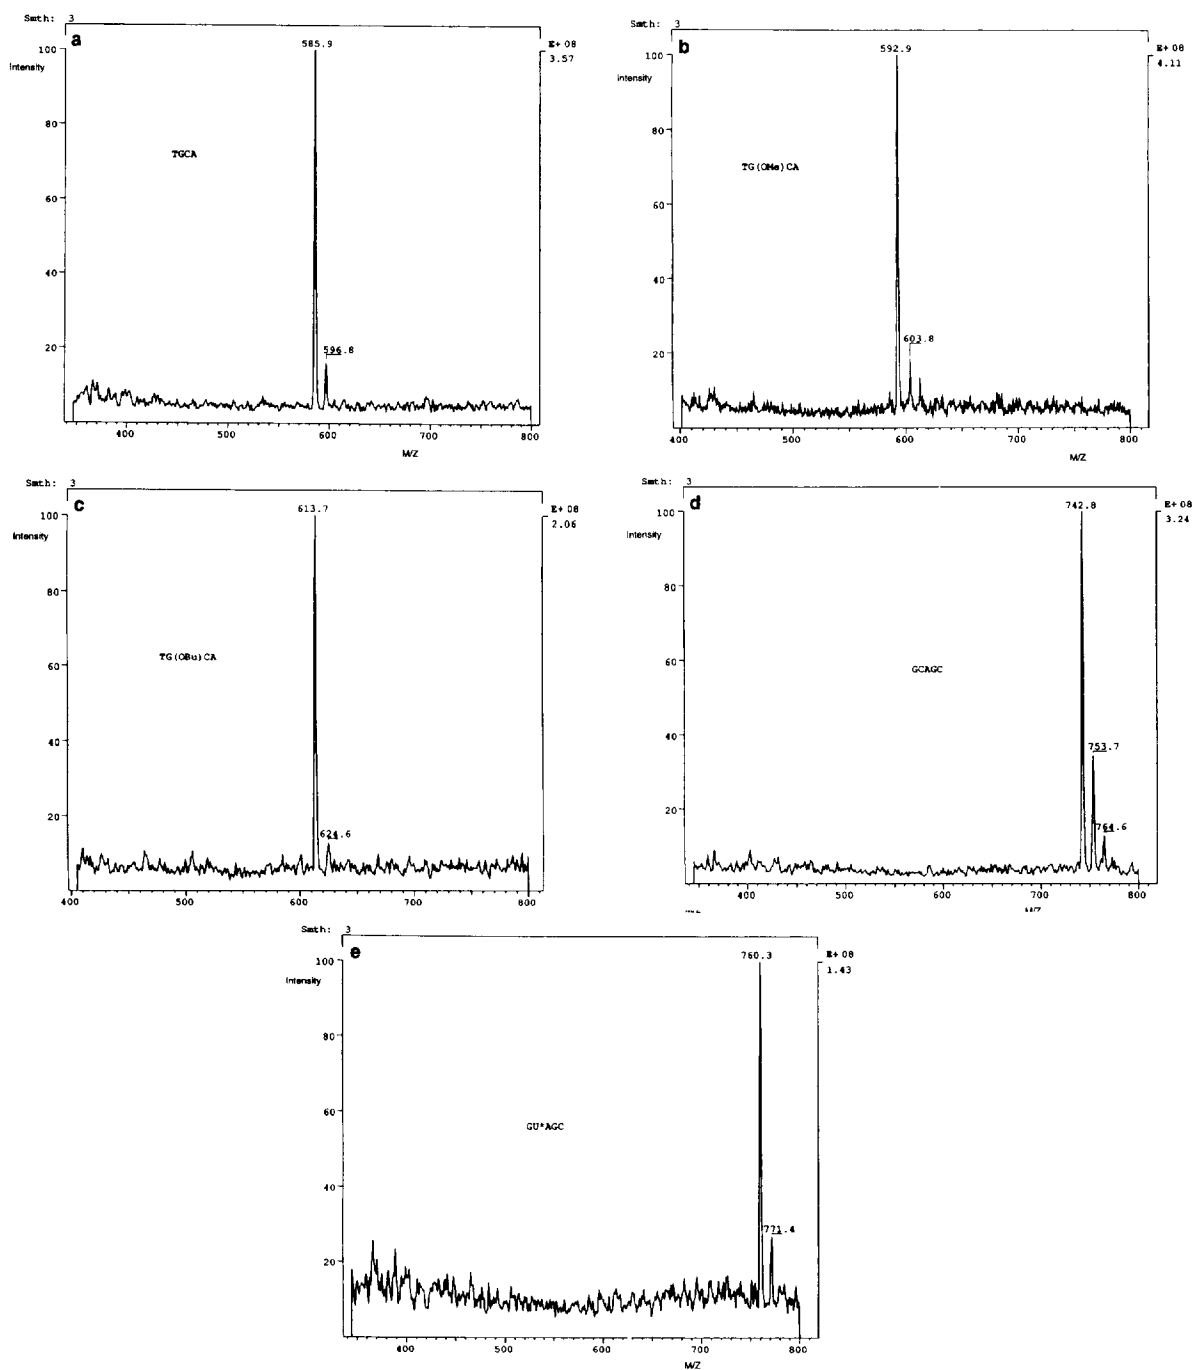 Smth: 3
a
585.9
E+ 08
3.57
100
Intensity
80
TGCA
60
40
596.8
20
400 500 600 700 800
M/Z
Smth: 3
b
592.9
E+ 08
4.11
100
Intensity
80
TG(OMe)CA
60
40
603.8
20
400 500 600 700 800
M/Z
Smth: 3
c
613.7
E+ 08
2.06
100
Intensity
80
TG(OBu)CA
60
40
624.6
20
400 500 600 700 800
Smth: 3
d
742.8
E+ 08
3.24
100
Intensity
80
GCAGC
60
40
753.7
764.6
20
400 500 600 700 800
M/Z
Smth: 3
e
760.3
E+ 08
1.43
100
Intensity
80
60
GU*AGC
40
771.4
20
400 500 600 700 800
M/Z